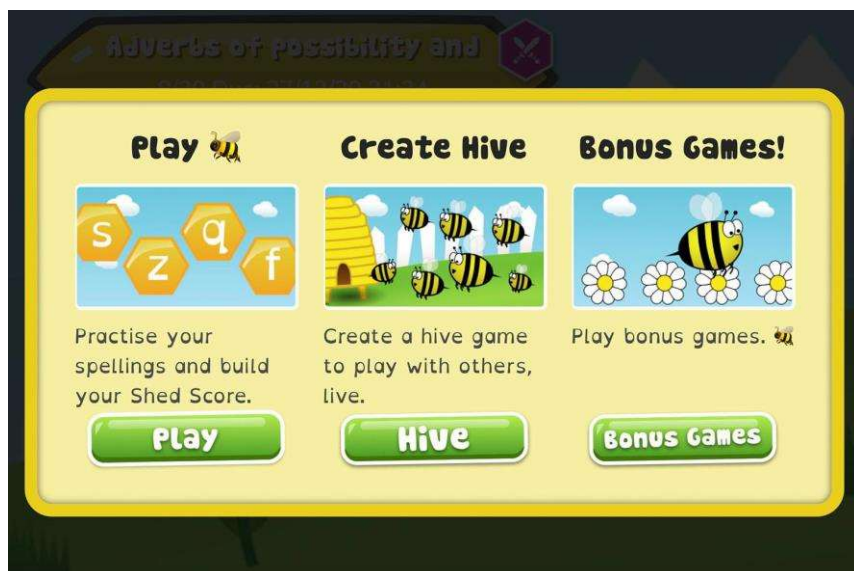 Adverbs of possibility and
Play
Create Hive
Bonus Games!
s
z
q
f
Practise your
spellings and build
your Shed Score.
Create a hive game
to play with others,
live.
Play bonus games.
Play
Hive
Bonus Games